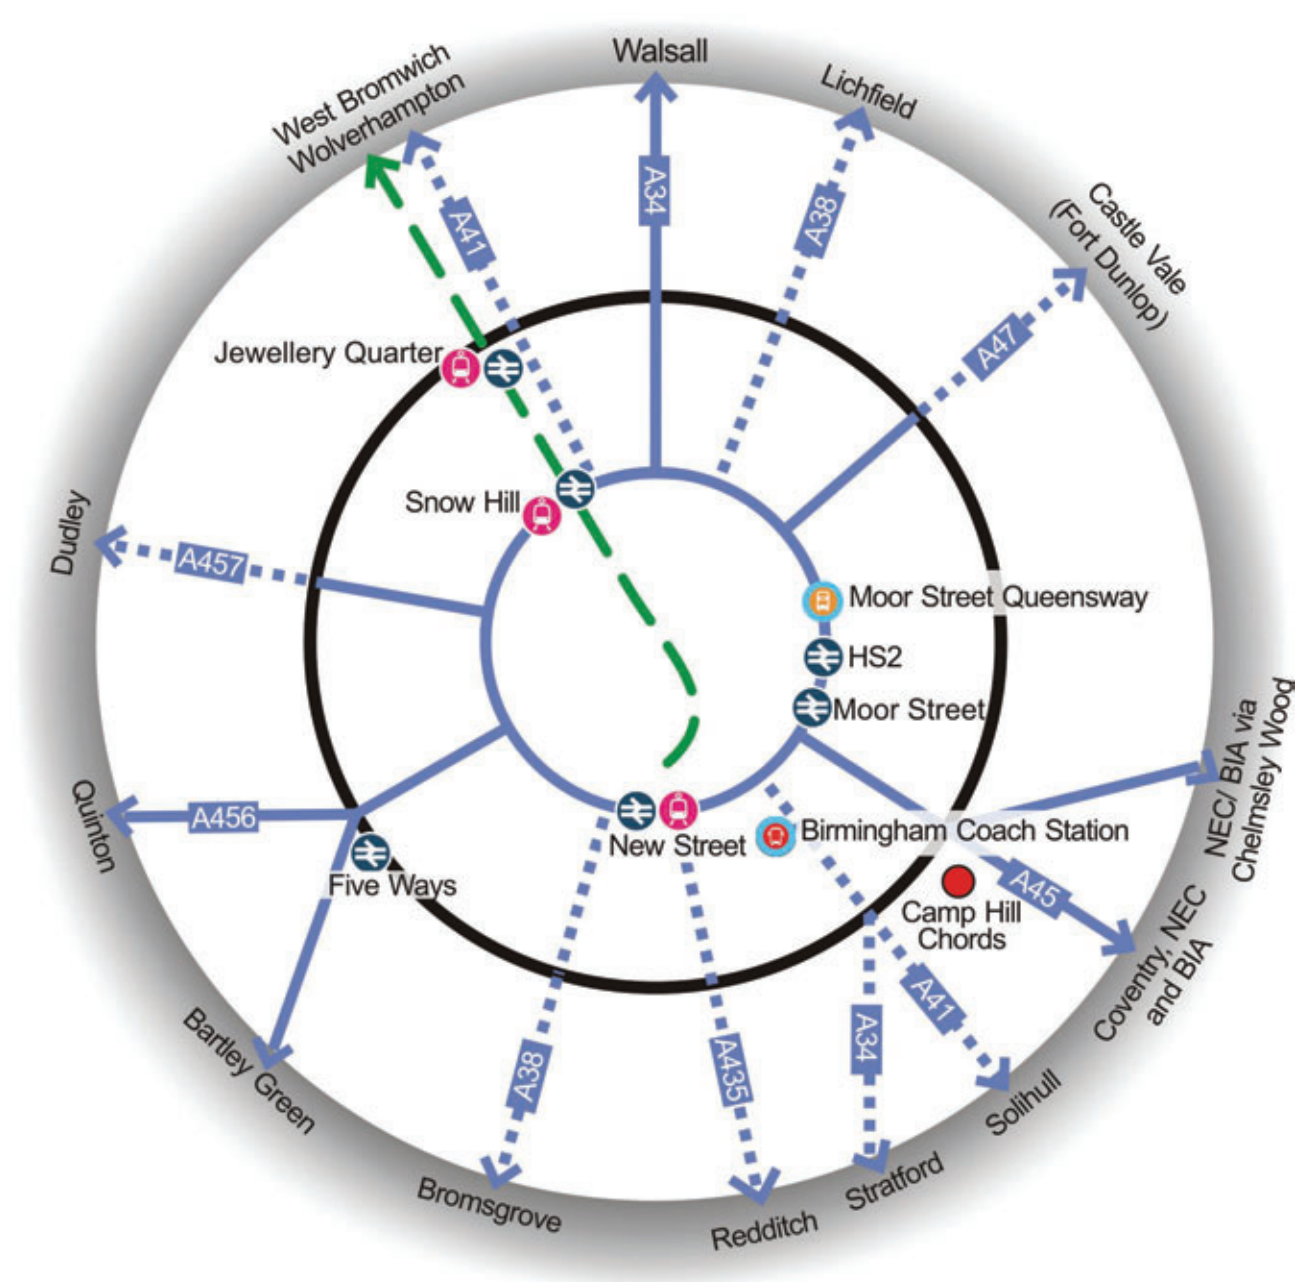 Walsall
Lichfield
West Bromwich
Wolverhampton
A34
A38
A41
Castle Vale
(Fort Dunlop)
A47
Jewellery Quarter
Snow Hill
Dudley
A457
Moor Street Queensway
HS2
Moor Street
NEC/ BIA via
Chelmsley Wood
Quinton
A456
New Street
Birmingham Coach Station
Five Ways
A45
Camp Hill
Chords
Coventry, NEC
and BIA
A41
A34
A38
A435
Bartley Green
Solihull
Stratford
Bromsgrove
Redditch